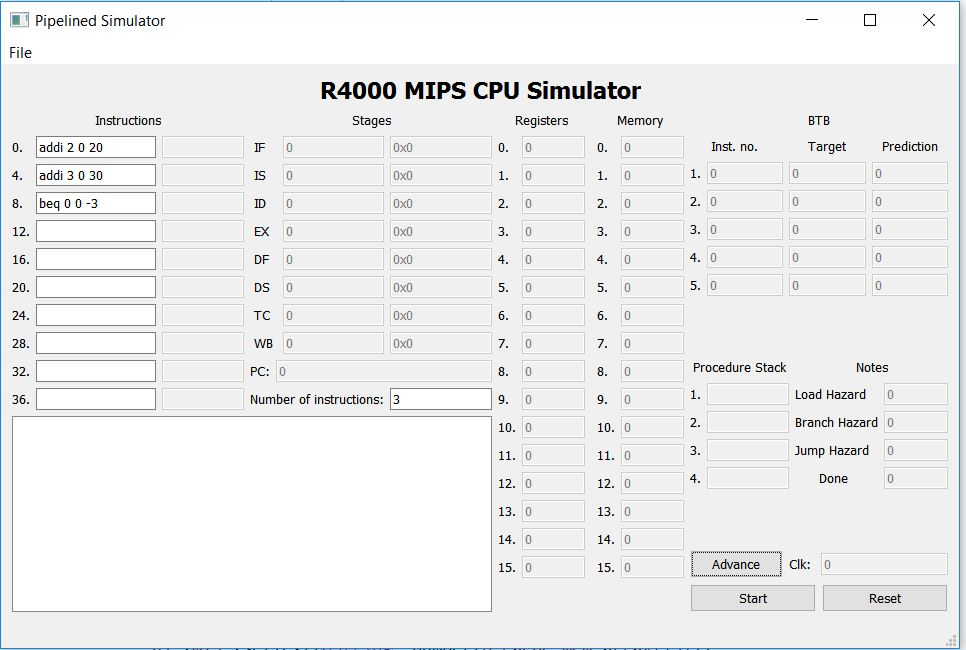 Pipelined Simulator
File
R4000 MIPS CPU Simulator
Instructions Stages Registers Memory BTB
Inst. no. Target Prediction
0. addi 2 0 20 IF 0 0x0 0. 0 0. 0
1. 0 0 0
4. addi 3 0 30 IS 0 0x0 1. 0 1. 0
2. 0 0 0
8. beq 0 0 -3 ID 0 0x0 2. 0 2. 0
3. 0 0 0
12. EX 0 0x0 3. 0 3. 0
4. 0 0 0
16. DF 0 0x0 4. 0 4. 0
5. 0 0 0
20. DS 0 0x0 5. 0 5. 0
24. TC 0 0x0 6. 0 6. 0
28. WB 0 0x0 7. 0 7. 0
Procedure Stack Notes
32. PC: 0 8. 0 8. 0
1. Load Hazard 0
36. Number of instructions: 3 9. 0 9. 0
2. Branch Hazard 0
10. 0 10. 0
3. Jump Hazard 0
11. 0 11. 0
4. Done 0
12. 0 12. 0
13. 0 13. 0
14. 0 14. 0
15. 0 15. 0
Advance Clk: 0
Start Reset